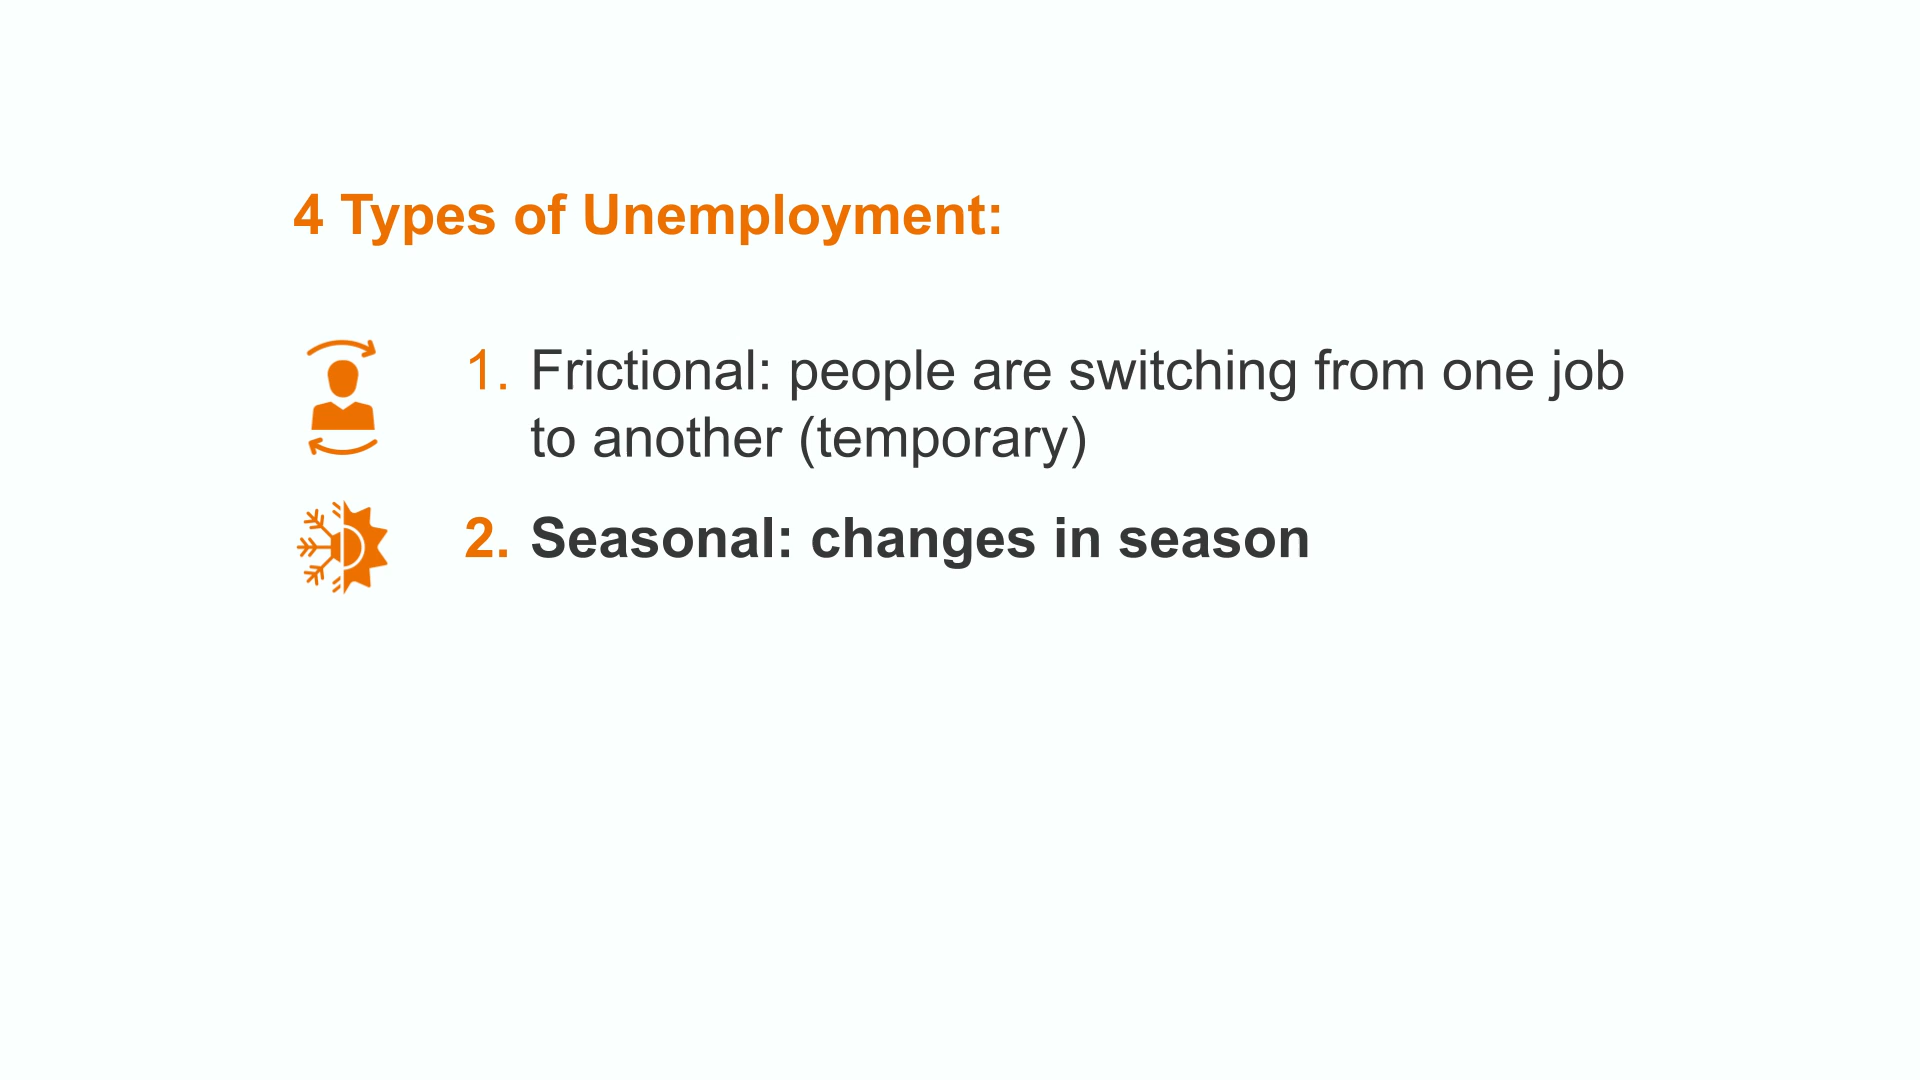 4 Types of Unemployment:
1. Frictional: people are switching from one job
to another (temporary)
2. Seasonal: changes in season